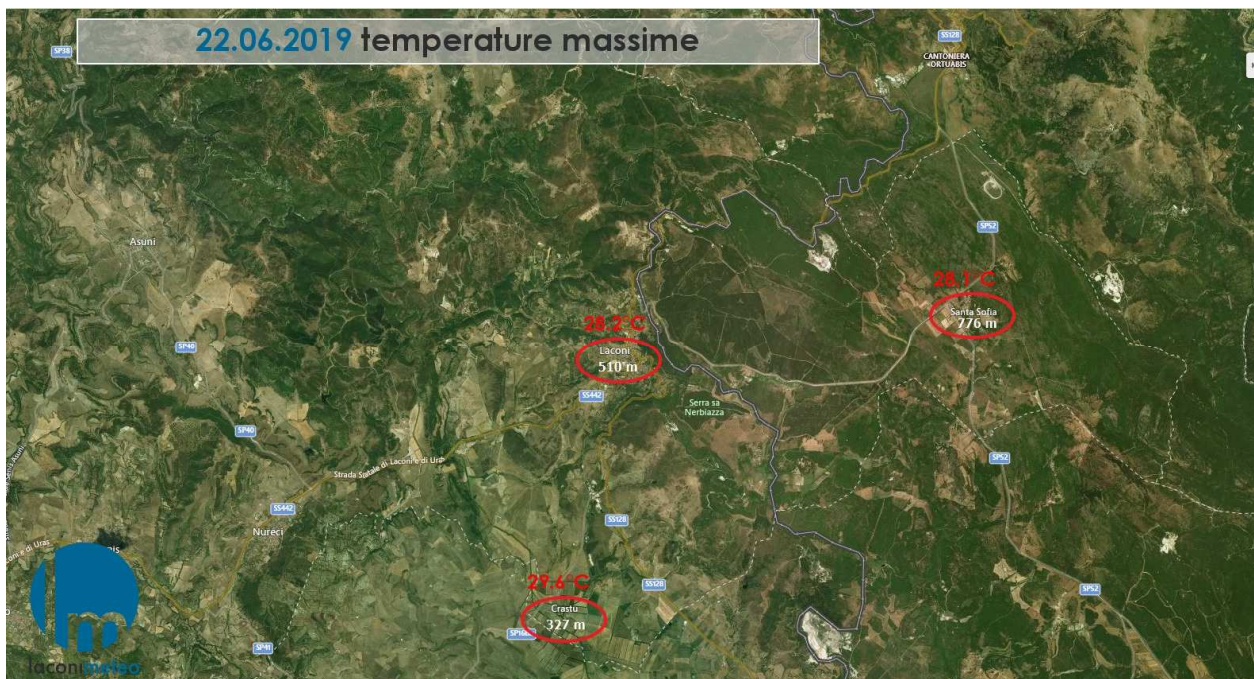 22.06.2019 temperature massime
SP38
SS128
CANTONIERA
ORTUABIS
SP52
Asuni
28.1°C
Santa Sofia
776 m
28.2°C
Laconi
510 m
SP40
SS442
Serra sa
Nerbiazza
SP40
Strada Statale di Laconi e di Uras
SP52
SS442
Nureci
SS128
29.6°C
Crastu
327 m
SS128
SP52
SP41
laconimeteo